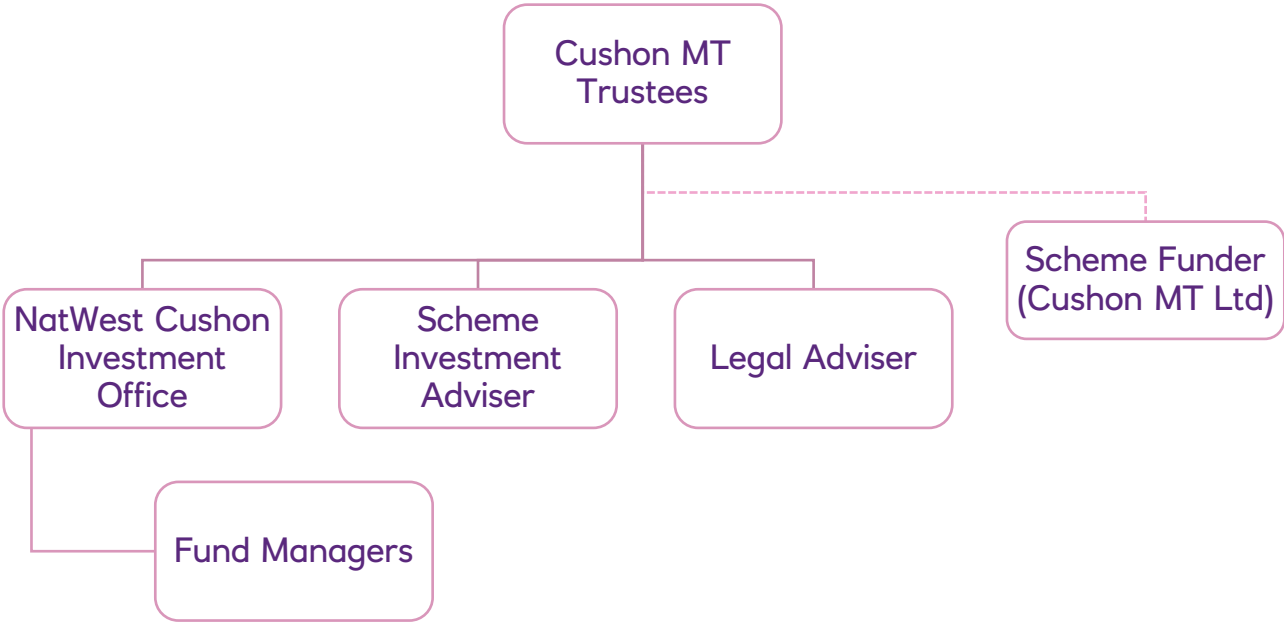 Cushon MT
Trustees
Scheme Funder
(Cushon MT Ltd)
NatWest Cushon
Investment
Office
Scheme
Investment
Adviser
Legal Adviser
Fund Managers